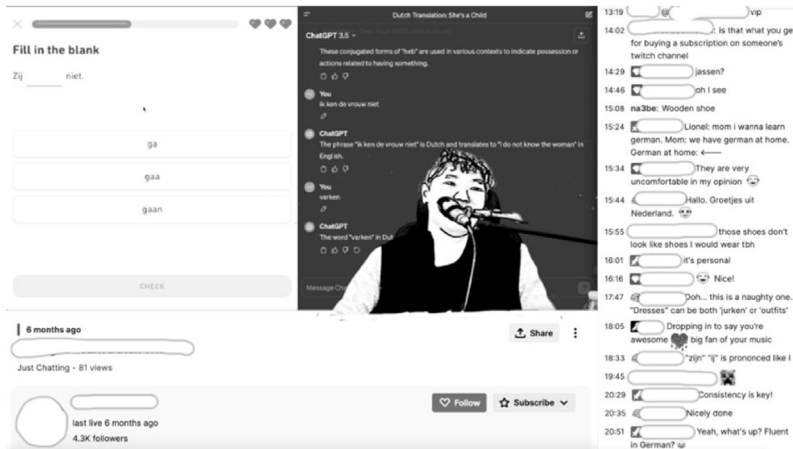 Fill in the blank
Zij ______ niet.
ga
gaa
gaan
CHECK
Dutch Translation: She's a Child
ChatGPT 3.5
These conjugated forms of "heb" are used in various contexts to indicate possession or
actions related to having something.
You
ik ken de vrouw niet
ChatGPT
The phrase "ik ken de vrouw niet" is Dutch and translates to "I do not know the woman" in
English.
You
varken
ChatGPT
The word "varken" in Dut
Message Cha
6 months ago
Share
Just Chatting • 81 views
last live 6 months ago
4.3K followers
Follow
Subscribe
13:19 @ vip
14:02 : is that what you ge
for buying a subscription on someone's
twitch channel
14:29 jassen?
14:46 oh I see
15:08 na3be: Wooden shoe
15:24 Lionel: mom i wanna learn
german. Mom: we have german at home.
German at home: <——
15:34 They are very
uncomfortable in my opinion
15:44 Hallo. Groetjes uit
Nederland.
15:55 those shoes don't
look like shoes I would wear tbh
16:01 it's personal
16:16 Nice!
17:47 Ooh... this is a naughty one.
"Dresses" can be both 'jurken' or 'outfits'
18:05 Dropping in to say you're
awesome big fan of your music
18:33 "zijn" "ij" is prononced like I
19:45
20:29 Consistency is key!
20:35 Nicely done
20:51 Yeah, what's up? Fluent
in German?